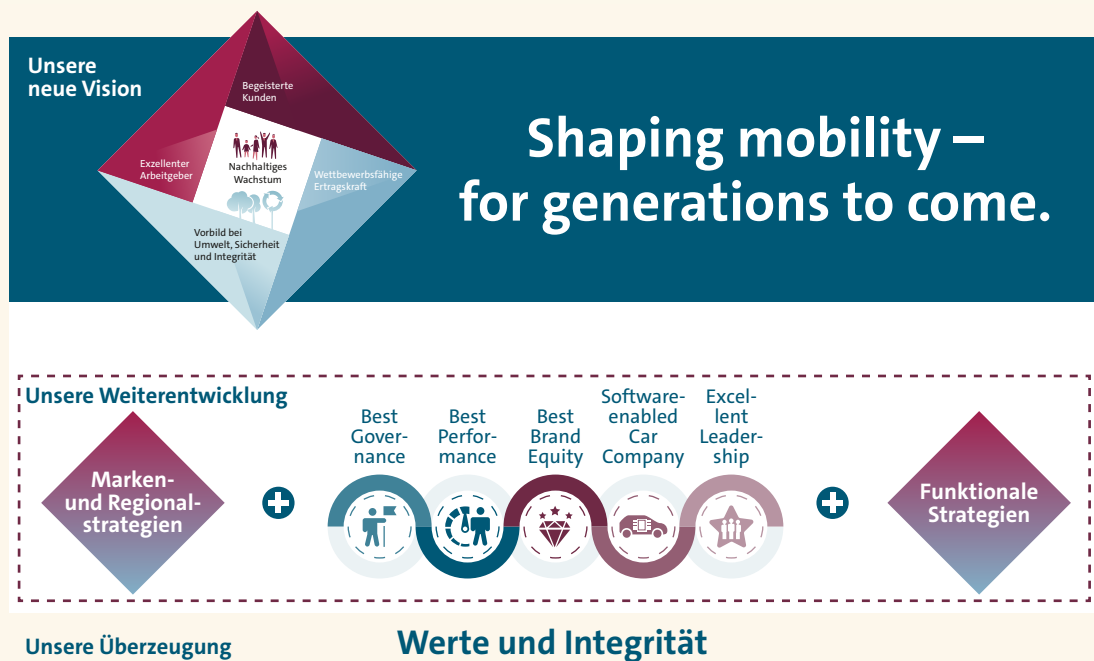 Unsere
neue Vision
Begeisterte
Kunden
Exzellenter
Arbeitgeber
Nachhaltiges
Wachstum
Wettbewerbsfähige
Ertragskraft
Vorbild bei
Umwelt, Sicherheit
und Integrität
Shaping mobility –
for generations to come.
Unsere Weiterentwicklung
Marken-
und Regional-
strategien
Best
Gover-
nance
Best
Perfor-
mance
Best
Brand
Equity
Software-
enabled
Car
Company
Excel-
lent
Leader-
ship
Funktionale
Strategien
Unsere Überzeugung
Werte und Integrität